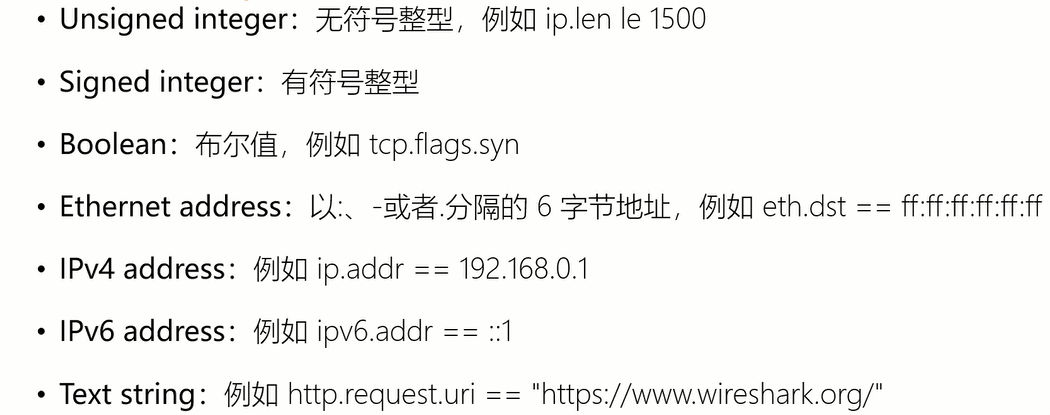 • Unsigned integer：无符号整型，例如 ip.len le 1500
• Signed integer：有符号整型
• Boolean：布尔值，例如 tcp.flags.syn
• Ethernet address：以:、-或者.分隔的 6 字节地址，例如 eth.dst == ff:ff:ff:ff:ff:ff
• IPv4 address：例如 ip.addr == 192.168.0.1
• IPv6 address：例如 ipv6.addr == ::1
• Text string：例如 http.request.uri == "https://www.wireshark.org/"